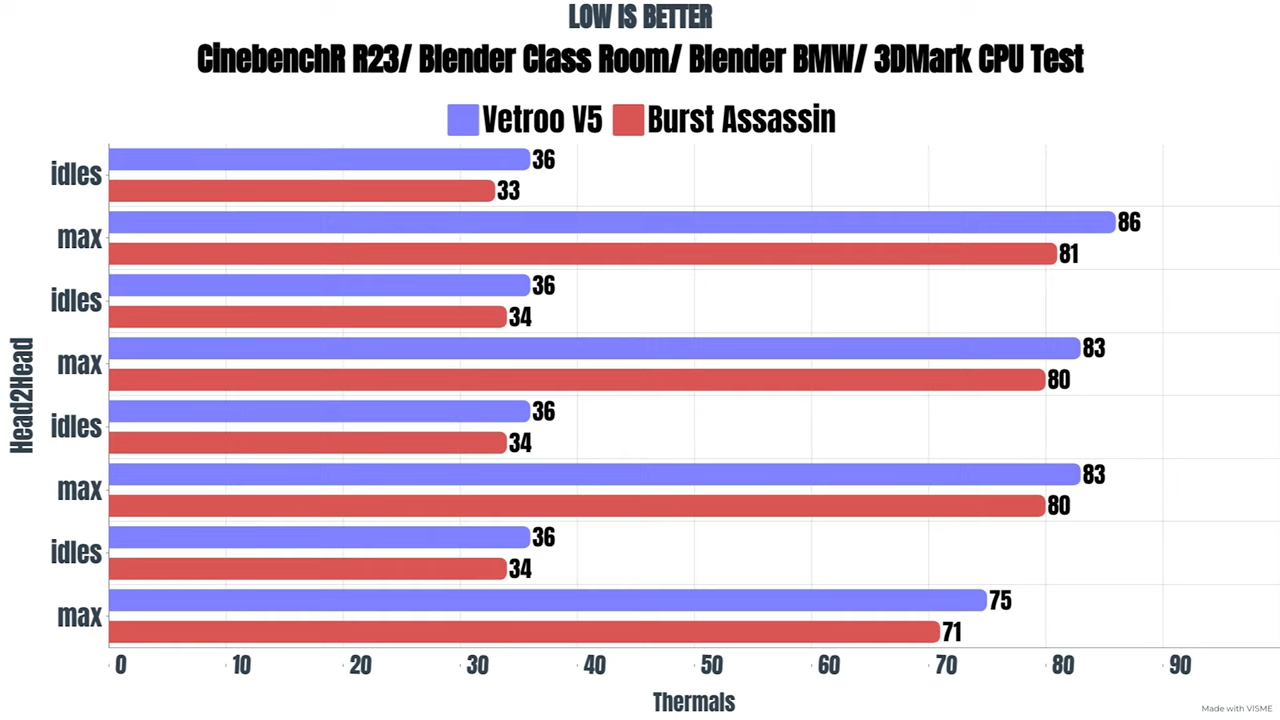 LOW IS BETTER
CinebenchR R23/ Blender Class Room/ Blender BMW/ 3DMark CPU Test
Vetroo V5 Burst Assassin
idles 36
33
max 86
81
idles 36
34
max 83
80
idles 36
34
max 83
80
idles 36
34
max 75
71
Head2Head
0 10 20 30 40 50 60 70 80 90
Thermals
Made with VISME